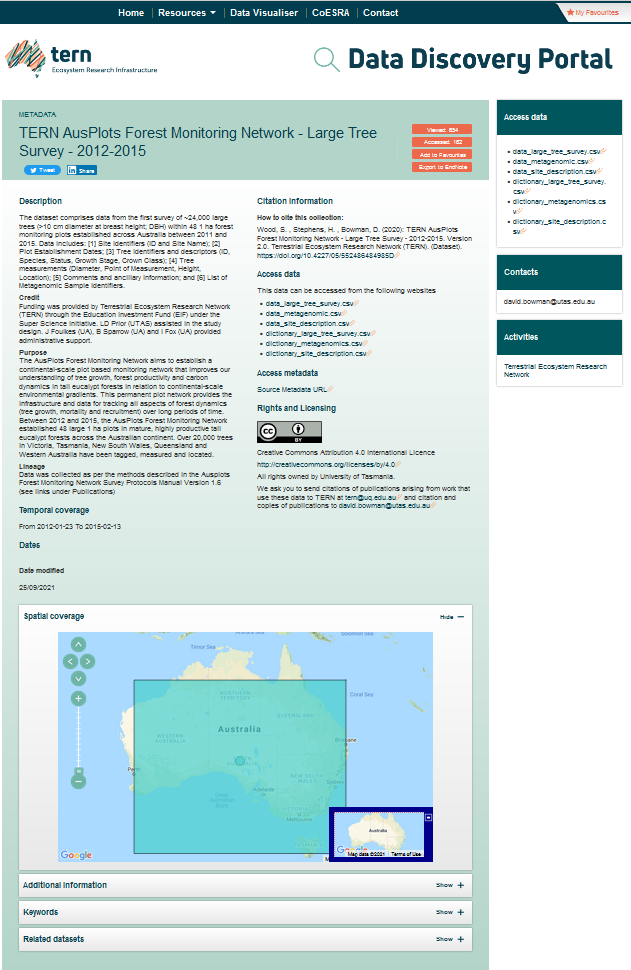 Home Resources Data Visualiser CoESRA Contact
My Favourites
tern
Ecosystem Research Infrastructure
Data Discovery Portal
METADATA
TERN AusPlots Forest Monitoring Network - Large Tree
Survey - 2012-2015
Tweet Share
Viewed: 654
Accessed: 162
Add to Favourites
Export to EndNote
Description
The dataset comprises data from the first survey of ~24,000 large
trees (>10 cm diameter at breast height; DBH) within 48 1 ha forest
monitoring plots established across Australia between 2011 and
2015. Data includes: [1] Site Identifiers (ID and Site Name); [2]
Plot Establishment Dates; [3] Tree identifiers and descriptors (ID,
Species, Status, Growth Stage, Crown Class); [4] Tree
measurements (Diameter, Point of Measurement, Height,
Location); [5] Comments and ancillary information; and [6] List of
Metagenomic Sample Identifiers.
Credit
Funding was provided by Terrestrial Ecosystem Research Network
(TERN) through the Education Investment Fund (EIF) under the
Super Science Initiative. LD Prior (UTAS) assisted in the study
design. J Foulkes (UA), B Sparrow (UA) and I Fox (UA) provided
administrative support.
Purpose
The AusPlots Forest Monitoring Network aims to establish a
continental-scale plot based monitoring network that improves our
understanding of tree growth, forest productivity and carbon
dynamics in tall eucalypt forests in relation to continental-scale
environmental gradients. This permanent plot network provides the
infrastructure and data for tracking all aspects of forest dynamics
(tree growth, mortality and recruitment) over long periods of time.
Between 2012 and 2015, the AusPlots Forest Monitoring Network
established 48 large 1 ha plots in mature, highly productive tall
eucalypt forests across the Australian continent. Over 20,000 trees
in Victoria, Tasmania, New South Wales, Queensland and
Western Australia have been tagged, measured and located.
Lineage
Data was collected as per the methods described in the Ausplots
Forest Monitoring Network Survey Protocols Manual Version 1.6
(see links under Publications)
Temporal coverage
From 2012-01-23 To 2015-02-13
Dates
Date modified
25/09/2021
Citation information
How to cite this collection:
Wood, S. , Stephens, H. , Bowman, D. (2020): TERN AusPlots
Forest Monitoring Network - Large Tree Survey - 2012-2015. Version
2.0. Terrestrial Ecosystem Research Network (TERN). (Dataset).
https://doi.org/10.4227/05/552486484985D
Access data
This data can be accessed from the following websites
data_large_tree_survey.csv
data_metagenomic.csv
data_site_description.csv
dictionary_large_tree_survey.csv
dictionary_metagenomics.csv
dictionary_site_description.csv
Access metadata
Source Metadata URL
Rights and Licensing
CC BY
Creative Commons Attribution 4.0 International Licence
http://creativecommons.org/licenses/by/4.0
All rights owned by University of Tasmania.
We ask you to send citations of publications arising from work that
use these data to TERN at tern@uq.edu.au and citation and
copies of publications to david.bowman@utas.edu.au
Access data
data_large_tree_survey.csv
data_metagenomic.csv
data_site_description.csv
dictionary_large_tree_survey.
csv
dictionary_metagenomics.cs
v
dictionary_site_description.c
sv
Contacts
david.bowman@utas.edu.au
Activities
Terrestrial Ecosystem Research
Network
Spatial coverage Hide
Arafura Sea
Solomon Sea
Timor Sea
Coral Sea
NORTHERN
TERRITORY
QUEENSLAND
Australia
WESTERN
AUSTRALIA
Brisbane
Perth
NEW SOUTH
WALES
Sydney
Adelaide
Great
Australian
Bight
VICTORIA
Melbourne
TASMANIA
Google
Australia
Google
Map data ©2021 Terms of Use
Additional information Show
Keywords Show
Related datasets Show